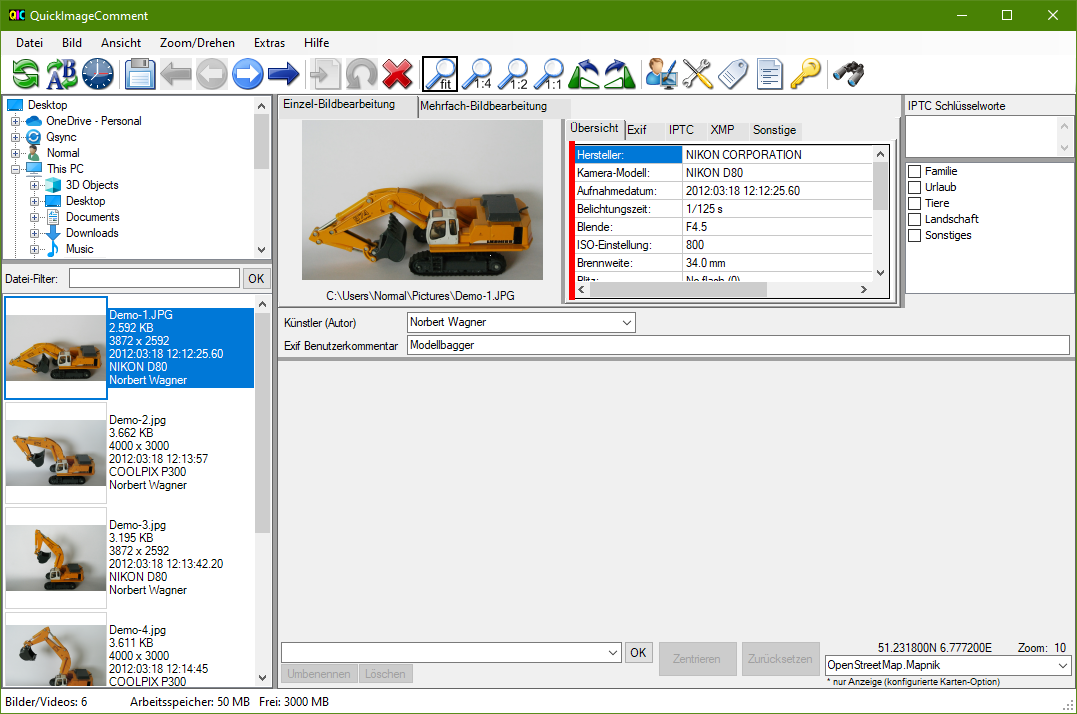 QIC QuickImageComment
Datei Bild Ansicht Zoom/Drehen Extras Hilfe
AB fit 1:4 1:2 1:1
Desktop
OneDrive - Personal
Qsync
Normal
This PC
3D Objects
Desktop
Documents
Downloads
Music
Datei-Filter: OK
Demo-1.JPG
2.592 KB
3872 x 2592
2012:03:18 12:12:25.60
NIKON D80
Norbert Wagner
Demo-2.jpg
3.662 KB
4000 x 3000
2012:03:18 12:13:57
COOLPIX P300
Norbert Wagner
Demo-3.jpg
3.195 KB
3872 x 2592
2012:03:18 12:13:42.20
NIKON D80
Norbert Wagner
Demo-4.jpg
3.611 KB
4000 x 3000
2012:03:18 12:14:45
COOLPIX P300
Einzel-Bildbearbeitung Mehrfach-Bildbearbeitung
C:\Users\Normal\Pictures\Demo-1.JPG
Übersicht Exif IPTC XMP Sonstige
Hersteller: NIKON CORPORATION
Kamera-Modell: NIKON D80
Aufnahmedatum: 2012:03:18 12:12:25.60
Belichtungszeit: 1/125 s
Blende: F4.5
ISO-Einstellung: 800
Brennweite: 34.0 mm
Blitz: No flash (0)
IPTC Schlüsselworte
Familie
Urlaub
Tiere
Landschaft
Sonstiges
Künstler (Autor) Norbert Wagner
Exif Benutzerkommentar Modellbagger
OK
Umbenennen Löschen
Zentrieren Zurücksetzen
51.231800N 6.777200E Zoom: 10
OpenStreetMap.Mapnik
* nur Anzeige (konfigurierte Karten-Option)
Bilder/Videos: 6 Arbeitsspeicher: 50 MB Frei: 3000 MB